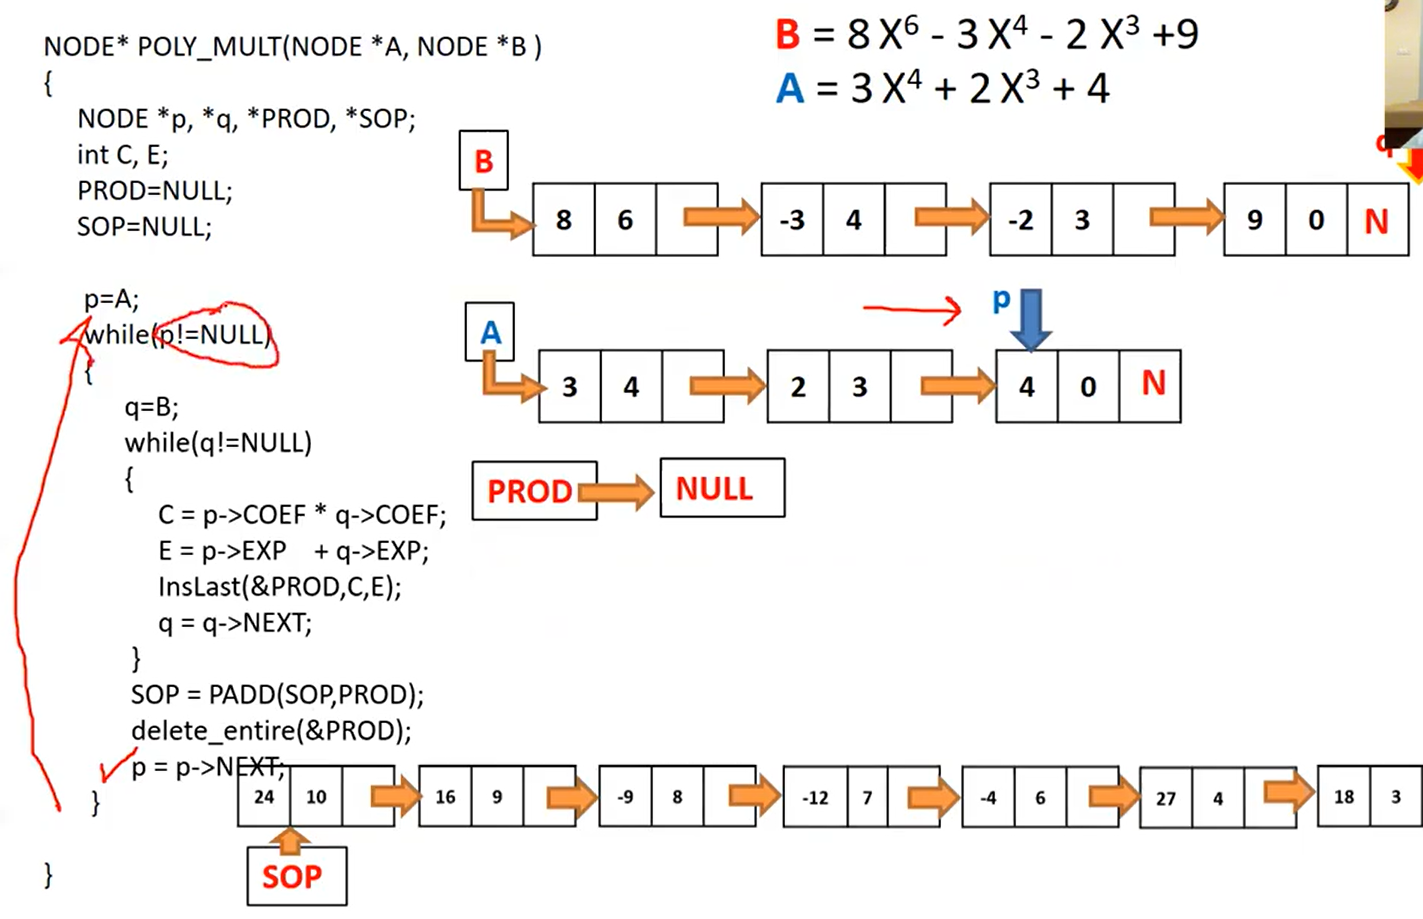 NODE* POLY_MULT(NODE *A, NODE *B )
{
NODE *p, *q, *PROD, *SOP;
int C, E;
PROD=NULL;
SOP=NULL;
p=A;
while(p!=NULL)
{
q=B;
while(q!=NULL)
{
C = p->COEF * q->COEF;
E = p->EXP + q->EXP;
InsLast(&PROD,C,E);
q = q->NEXT;
}
SOP = PADD(SOP,PROD);
delete_entire(&PROD);
p = p->NEXT;
}
}
B = 8 X⁶ - 3 X⁴ - 2 X³ +9
A = 3 X⁴ + 2 X³ + 4
q
B
8 6 -3 4 -2 3 9 0 N
p
A
3 4 2 3 4 0 N
PROD NULL
24 10 16 9 -9 8 -12 7 -4 6 27 4 18 3
SOP